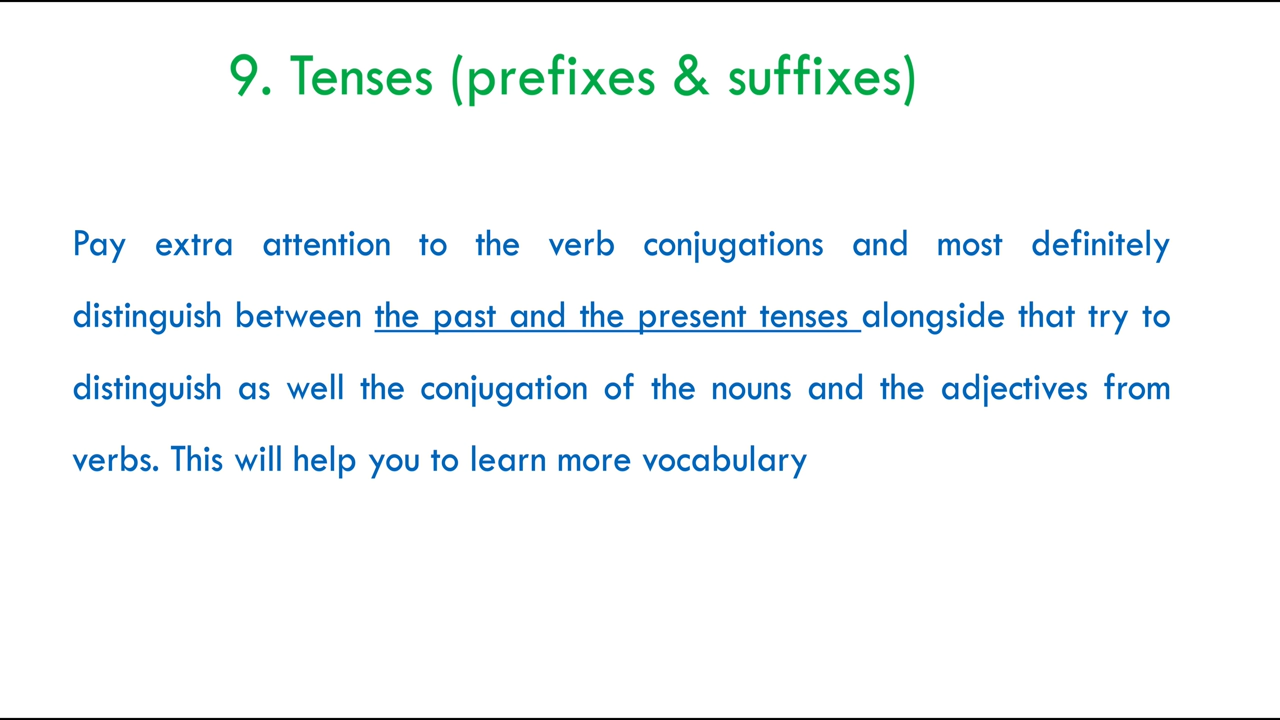 9. Tenses (prefixes & suffixes)
Pay extra attention to the verb conjugations and most definitely
distinguish between the past and the present tenses alongside that try to
distinguish as well the conjugation of the nouns and the adjectives from
verbs. This will help you to learn more vocabulary